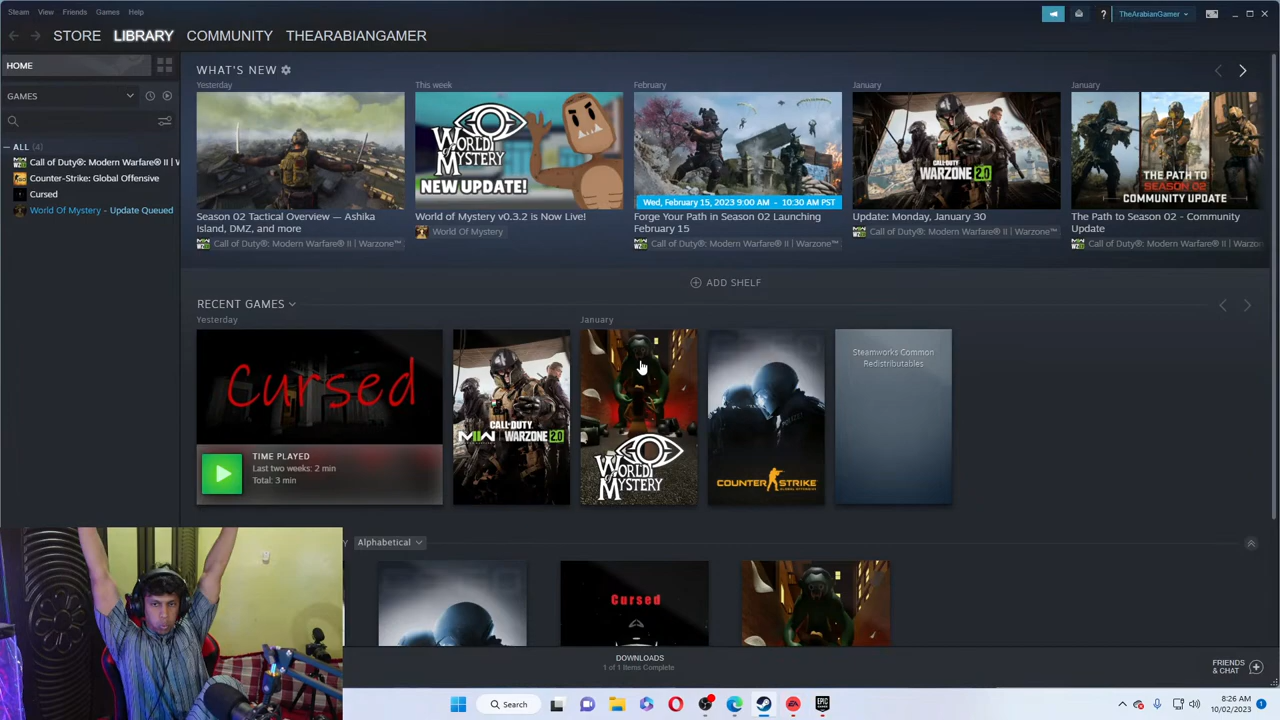 Steam View Friends Games Help
TheArabianGamer
STORE LIBRARY COMMUNITY THEARABIANGAMER
HOME
WHAT'S NEW
GAMES
Yesterday
This week
February
January
January
WORLD OF MYSTERY
NEW UPDATE!
CALL OF DUTY
WARZONE 2.0
THE PATH TO
SEASON 02
COMMUNITY UPDATE
Wed, February 15, 2023 9:00 AM - 10:30 AM PST
ALL (4)
Call of Duty®: Modern Warfare® II | W
Counter-Strike: Global Offensive
Cursed
World Of Mystery - Update Queued
Season 02 Tactical Overview — Ashika
Island, DMZ, and more
Call of Duty®: Modern Warfare® II | Warzone™
World of Mystery v0.3.2 is Now Live!
World Of Mystery
Forge Your Path in Season 02 Launching
February 15
Call of Duty®: Modern Warfare® II | Warzone™
Update: Monday, January 30
Call of Duty®: Modern Warfare® II | Warzone™
The Path to Season 02 - Community
Update
Call of Duty®: Modern Warfare® II | Warzon
ADD SHELF
RECENT GAMES
Yesterday
January
Cursed
TIME PLAYED
Last two weeks: 2 min
Total: 3 min
CALL OF DUTY
MWII WARZONE 2.0
WORLD OF MYSTERY
COUNTER STRIKE
GLOBAL OFFENSIVE
Steamworks Common
Redistributables
Y Alphabetical
Cursed
DOWNLOADS
1 of 1 Items Complete
FRIENDS
& CHAT
Search
8:26 AM
10/02/2023